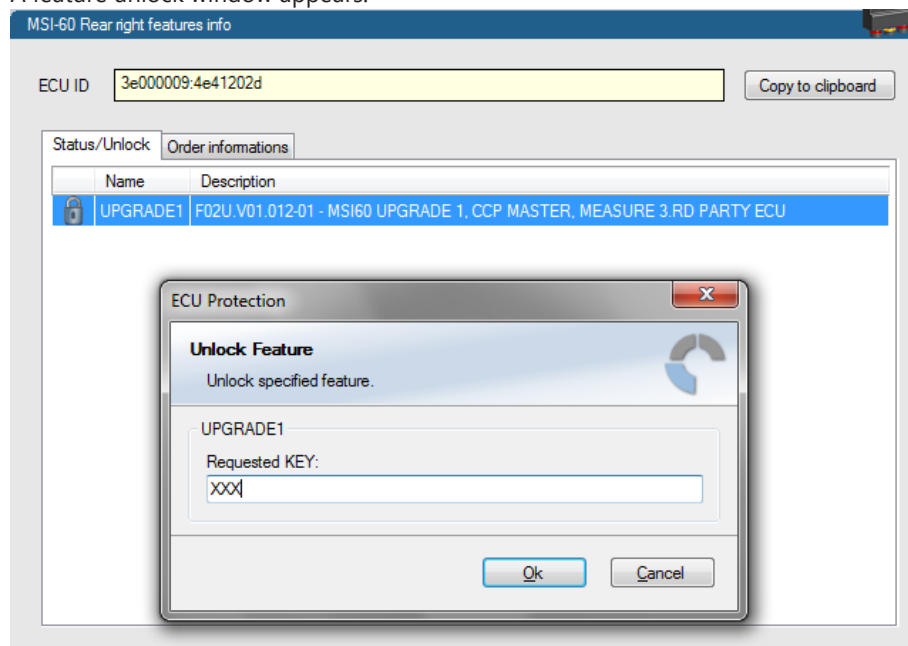 A feature unlock window appears.
MSI-60 Rear right features info
ECU ID 3e000009:4e41202d Copy to clipboard
Status/Unlock Order informations
Name Description
UPGRADE1 F02U.V01.012-01 - MSI60 UPGRADE 1, CCP MASTER, MEASURE 3.RD PARTY ECU
ECU Protection
Unlock Feature
Unlock specified feature.
UPGRADE1
Requested KEY:
XXX
Ok Cancel